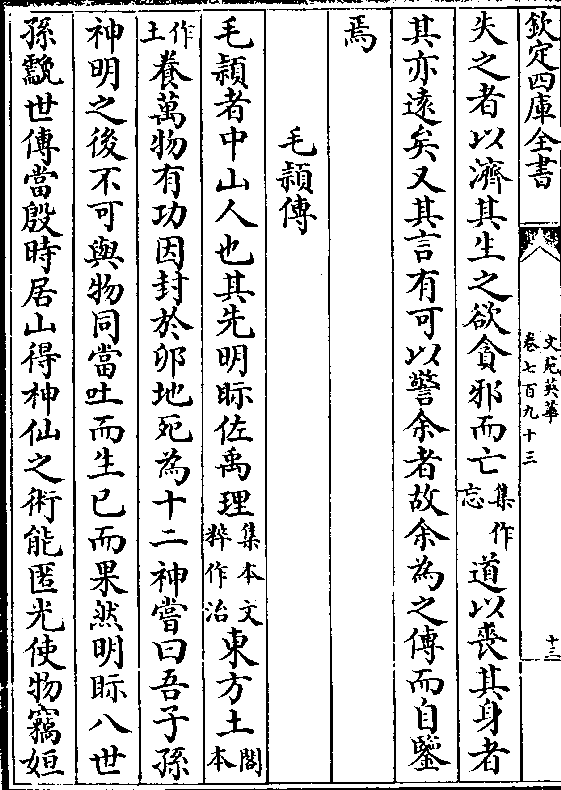 欽定四庫全書
文苑英華
卷七百九十三
十三
失之者以濟其生之欲貪邪而亡集作忘道以喪其身者
其亦遠矣又其言有可以警余者故余為之傳而自鑒
焉
毛頴傳
毛頴者中山人也其先明眎佐禹理集本文粹作治東方土閣本
作土養萬物有功因封於卯地死為十二神嘗曰吾子孫
神明之後不可與物同當吐而生已而果然明眎八世
孫䨲世傳當殷時居山得神仙之術能匿光使物竊姮